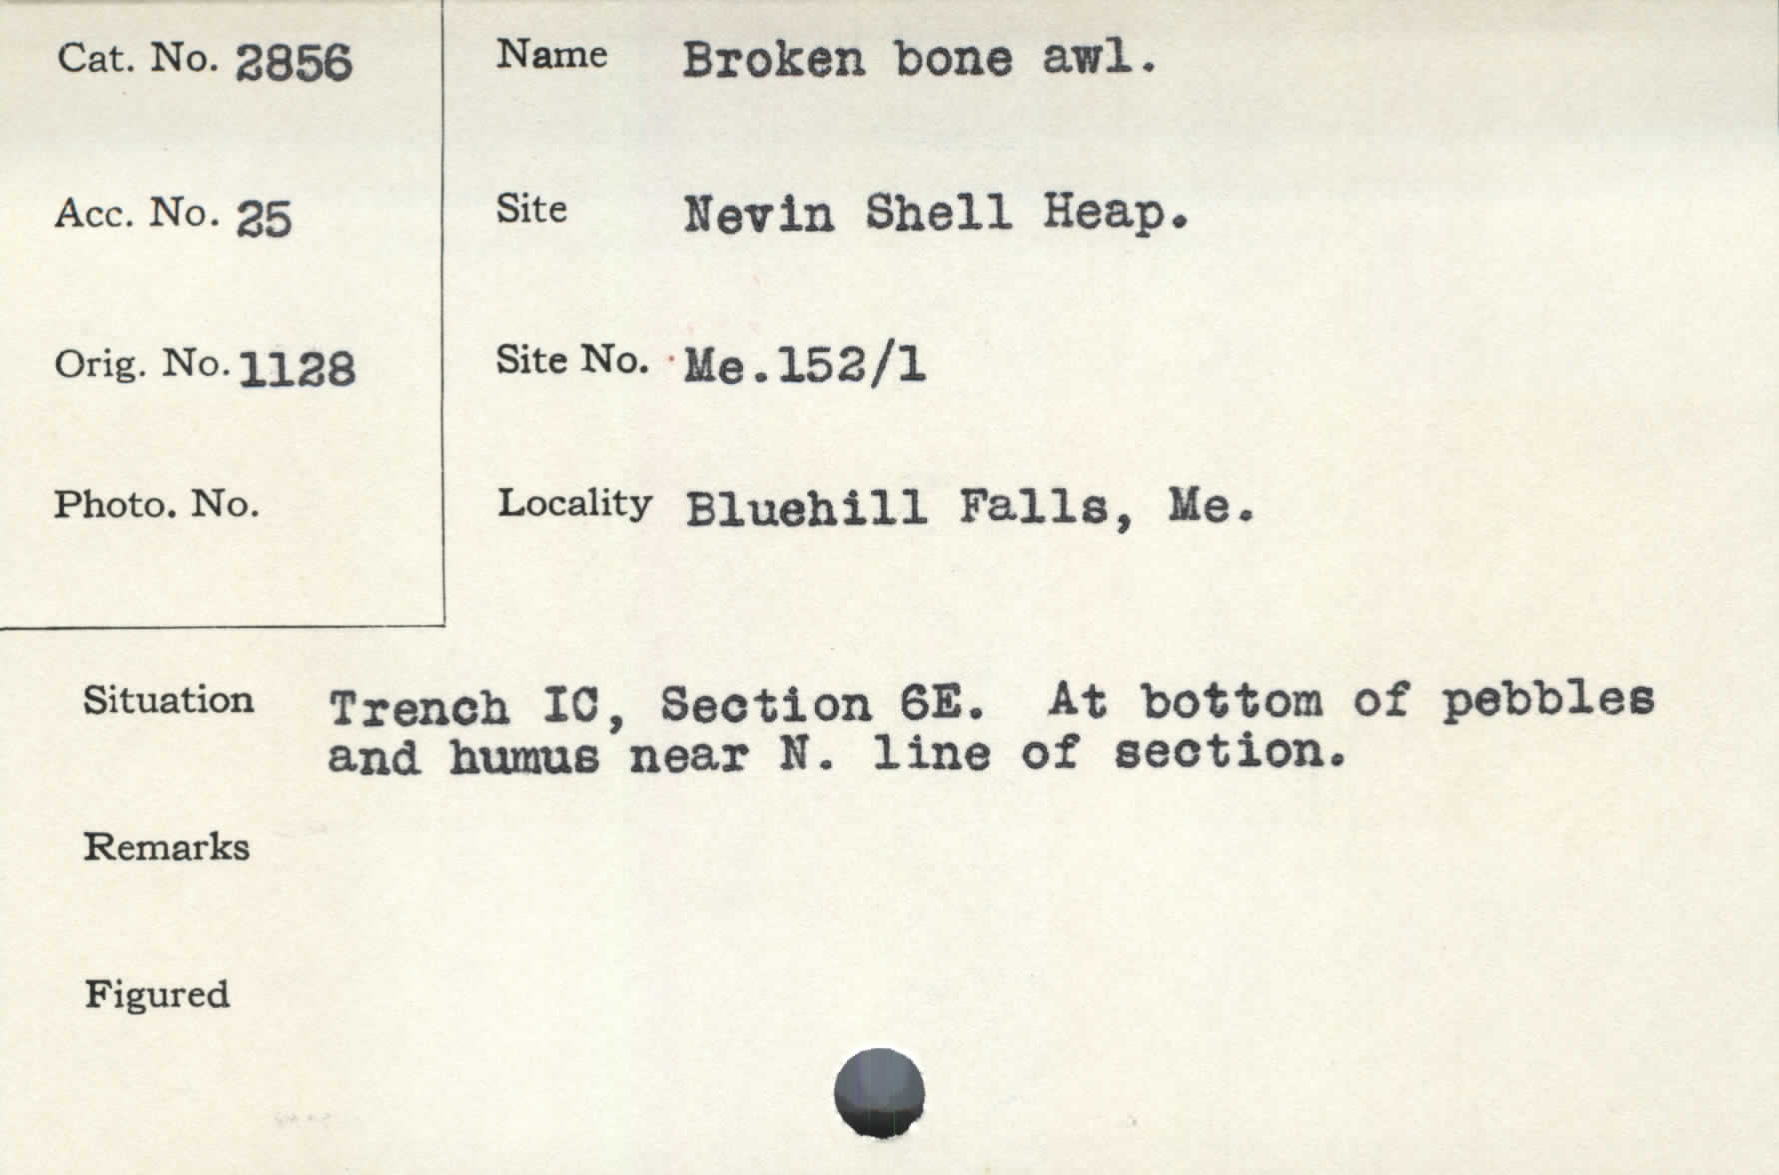 Cat. No. 2856
Acc. No. 25
Orig. No. 1128
Photo. No.
Name Broken bone awl.
Site Nevin Shell Heap.
Site No. Me.152/1
Locality Bluehill Falls, Me.
Situation Trench IC, Section 6E. At bottom of pebbles
and humus near N. line of section.
Remarks
Figured